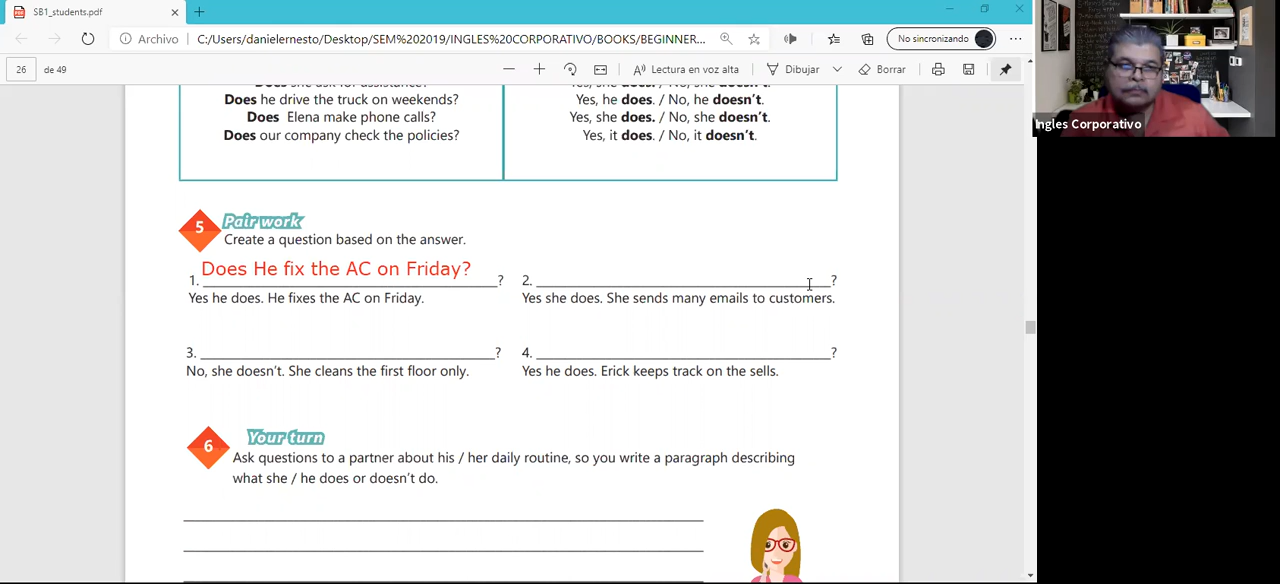 SB1_students.pdf
Archivo
C:/Users/danielernesto/Desktop/SEM%202019/INGLES%20CORPORATIVO/BOOKS/BEGINNER...
No sincronizando
26 de 49
Lectura en voz alta
Dibujar
Borrar
Ingles Corporativo
Does he drive the truck on weekends?
Yes, he does. / No, he doesn't.
Does Elena make phone calls?
Yes, she does. / No, she doesn't.
Does our company check the policies?
Yes, it does. / No, it doesn't.
5 Pair work
Create a question based on the answer.
Does He fix the AC on Friday?
1. ?
Yes he does. He fixes the AC on Friday.
2. ?
Yes she does. She sends many emails to customers.
3. ?
No, she doesn't. She cleans the first floor only.
4. ?
Yes he does. Erick keeps track on the sells.
6 Your turn
Ask questions to a partner about his / her daily routine, so you write a paragraph describing
what she / he does or doesn't do.